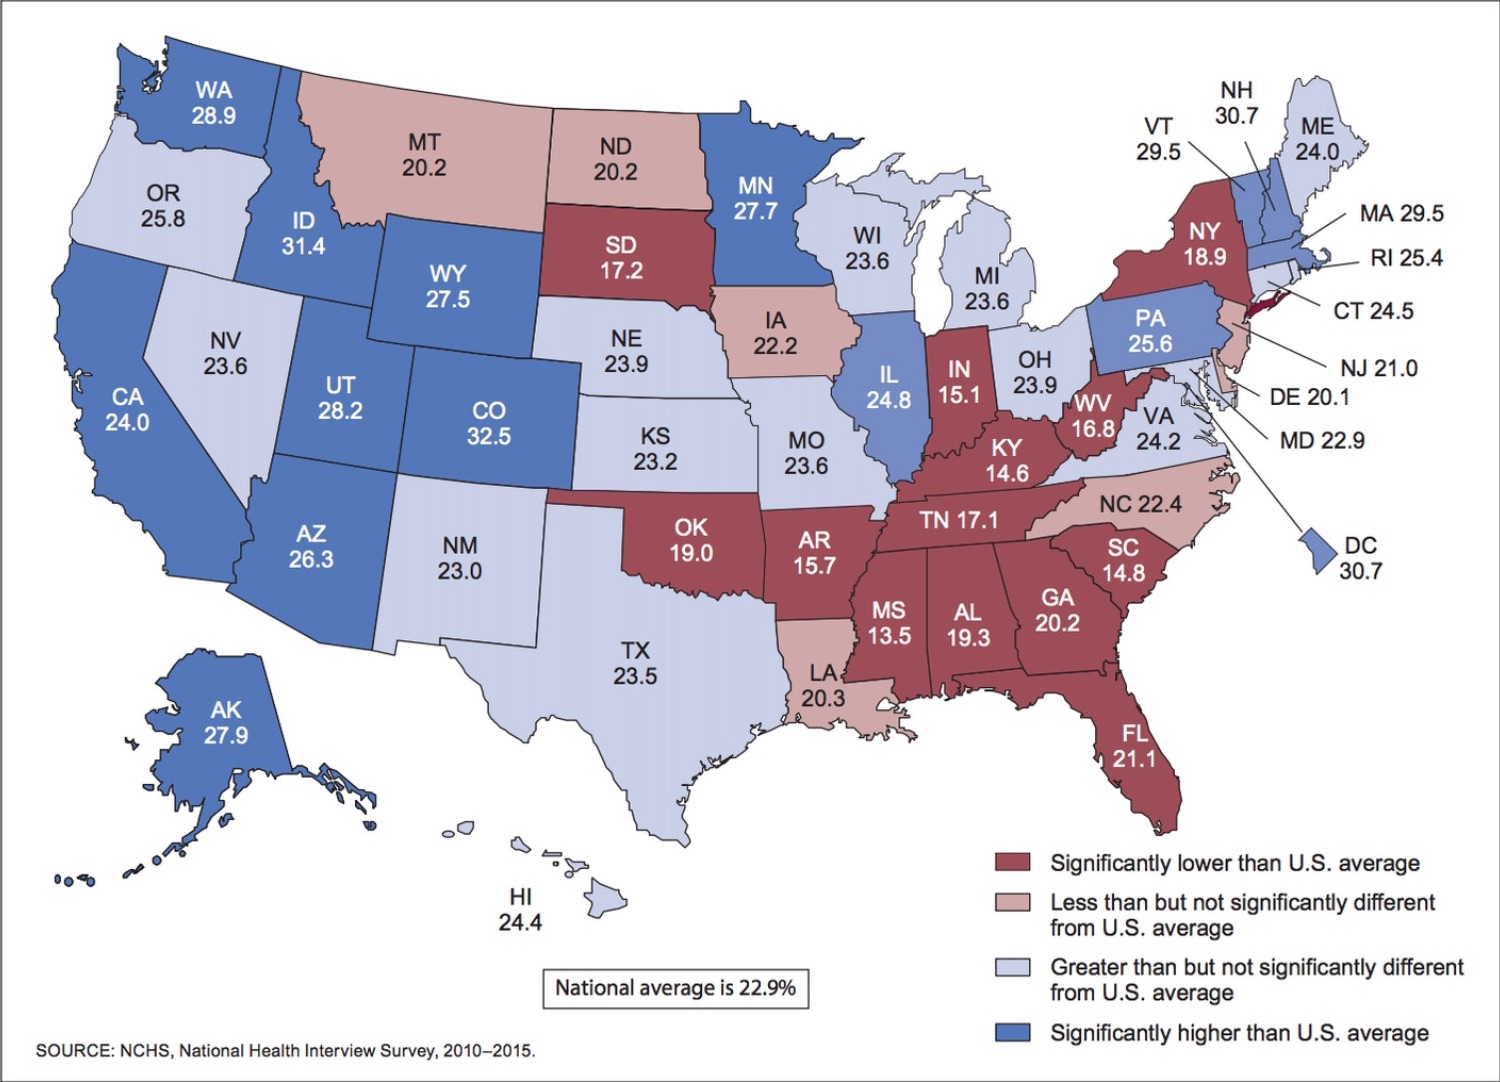 WA
28.9
OR
25.8
ID
31.4
MT
20.2
ND
20.2
MN
27.7
SD
17.2
WY
27.5
WI
23.6
MI
23.6
NH
30.7
VT
29.5
ME
24.0
MA 29.5
RI 25.4
CT 24.5
NJ 21.0
DE 20.1
MD 22.9
DC
30.7
NY
18.9
PA
25.6
CA
24.0
NV
23.6
UT
28.2
CO
32.5
NE
23.9
IA
22.2
KS
23.2
MO
23.6
IL
24.8
IN
15.1
OH
23.9
WV
16.8
VA
24.2
KY
14.6
TN 17.1
NC 22.4
SC
14.8
AZ
26.3
NM
23.0
OK
19.0
AR
15.7
MS
13.5
AL
19.3
GA
20.2
TX
23.5
LA
20.3
FL
21.1
AK
27.9
HI
24.4
Significantly lower than U.S. average
Less than but not significantly different
from U.S. average
Greater than but not significantly different
from U.S. average
Significantly higher than U.S. average
National average is 22.9%
SOURCE: NCHS, National Health Interview Survey, 2010–2015.